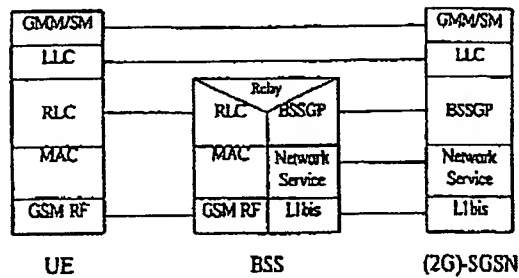 GMM/SM
LLC
RLC
MAC
GSM RF
UE
Relay
RLC
BSSGP
MAC
Network
Service
GSM RF
L1bis
BSS
GMM/SM
LLC
BSSGP
Network
Service
L1bis
(2G)-SGSN